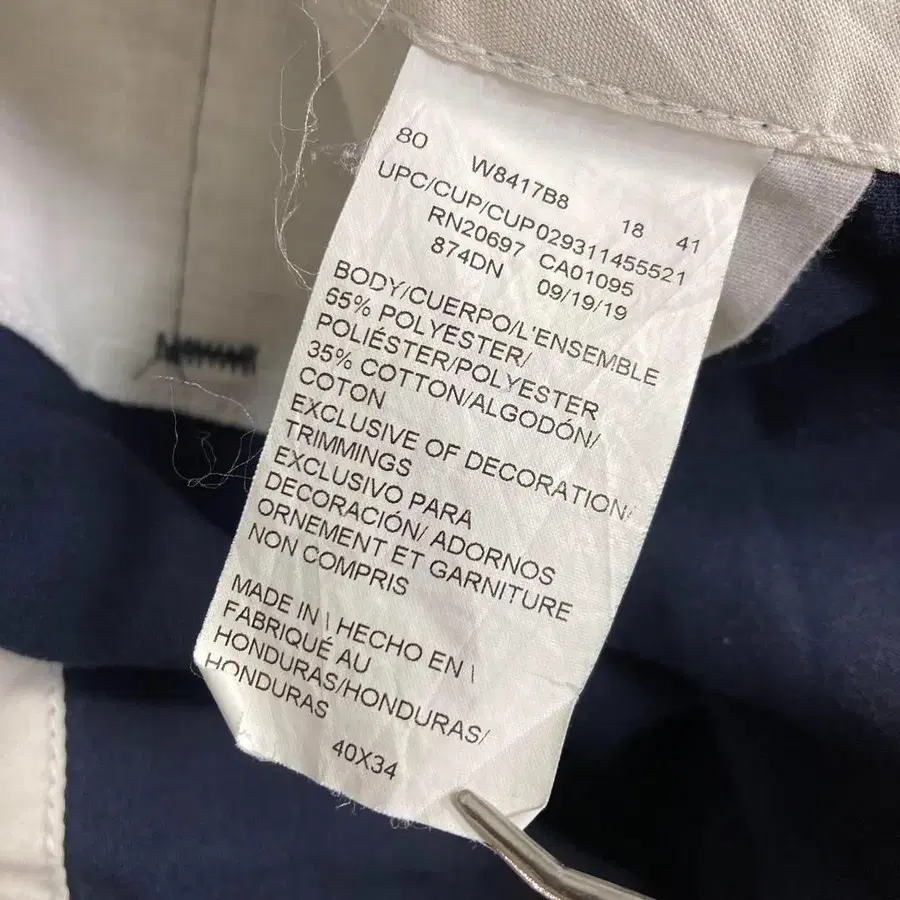 80 W8417B8 18 41
UPC/CUP/CUP029311455521
RN20697 CA01095
874DN 09/19/19
BODY/CUERPO/L'ENSEMBLE
65% POLYESTER/
POLIÉSTER/POLYESTER
35% COTTON/ALGODÓN/
COTON
EXCLUSIVE OF DECORATION/
TRIMMINGS
EXCLUSIVO PARA
DECORACIÓN/ ADORNOS
ORNEMENT ET GARNITURE
NON COMPRIS
MADE IN \ HECHO EN \
FABRIQUÉ AU
HONDURAS/HONDURAS/
HONDURAS
40X34